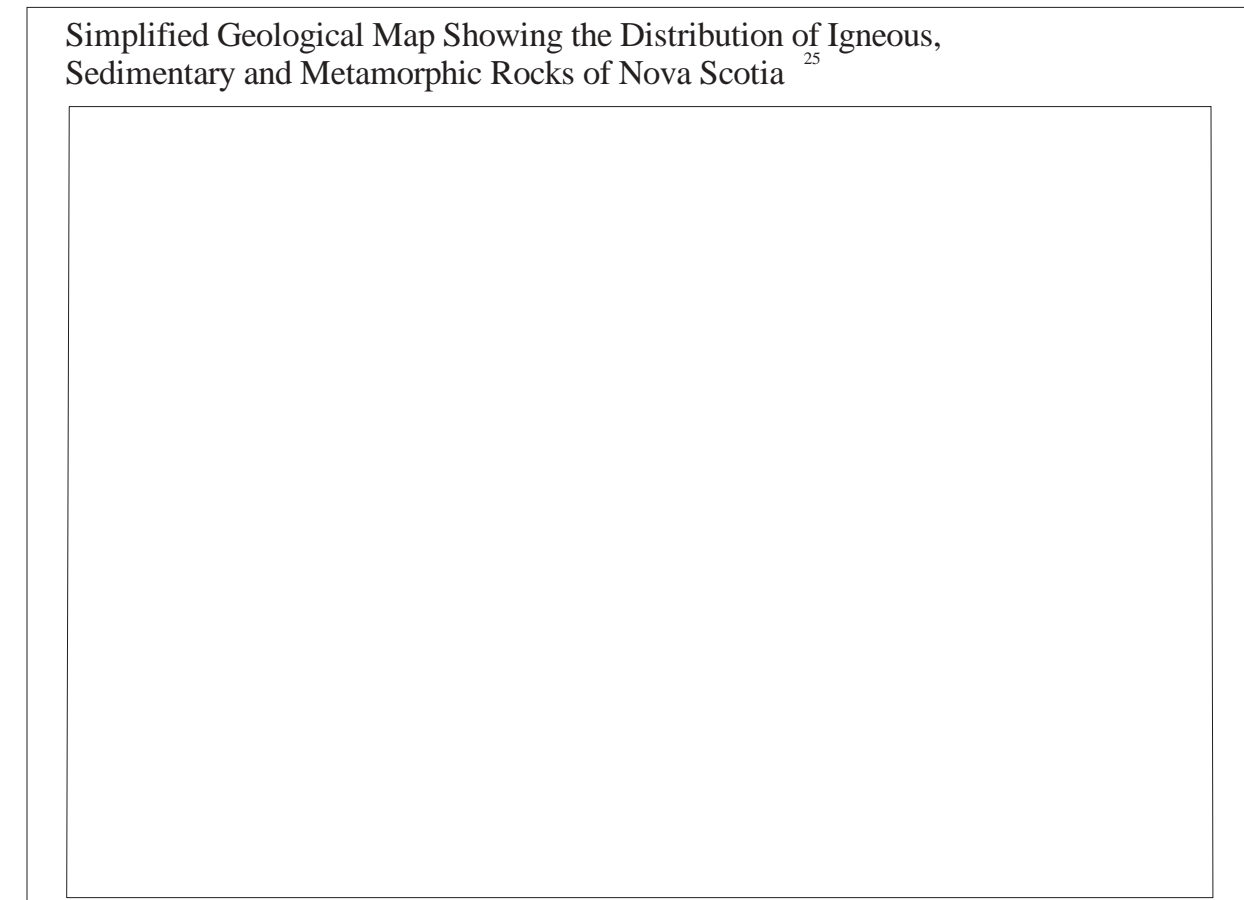 Simplified Geological Map Showing the Distribution of Igneous,
Sedimentary and Metamorphic Rocks of Nova Scotia 25